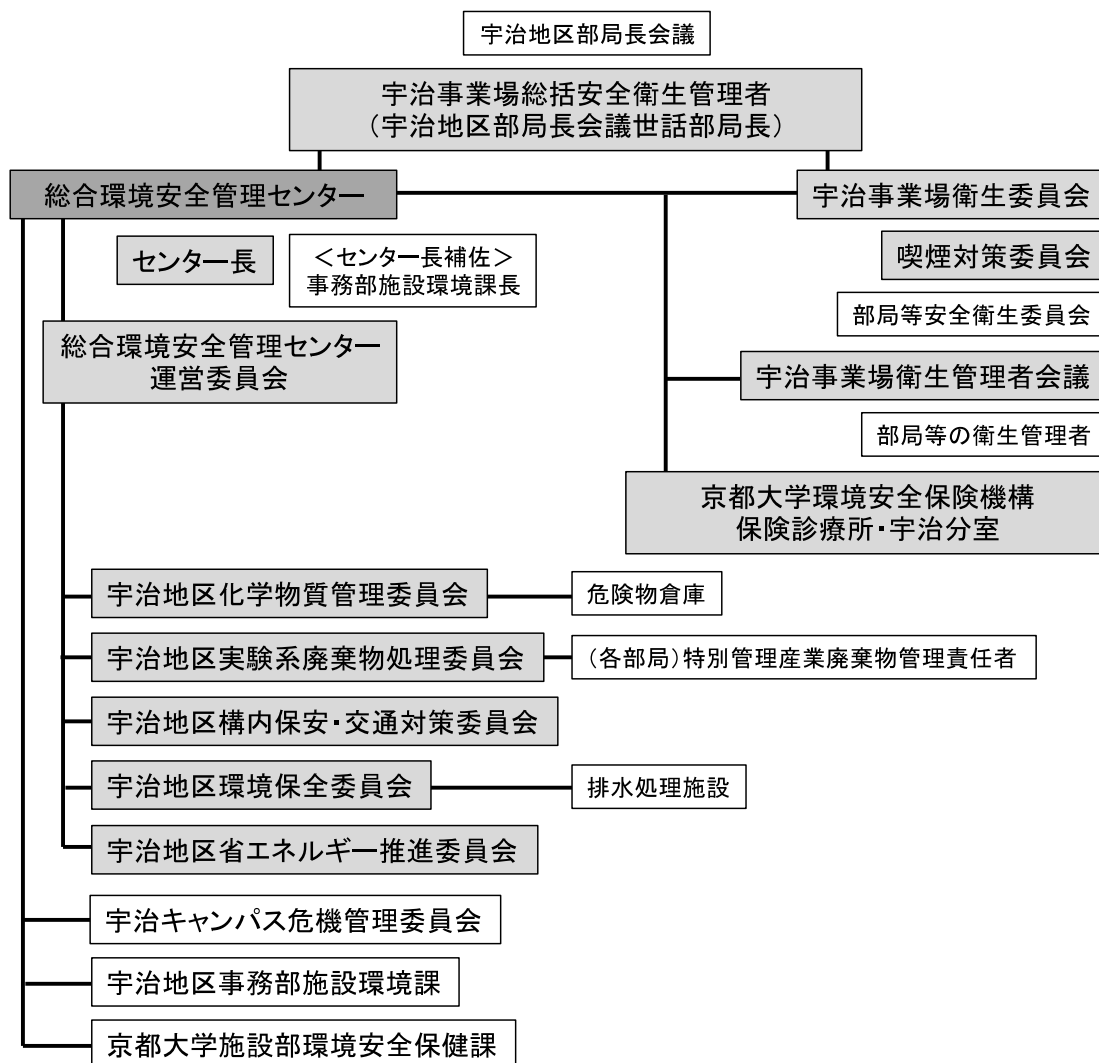 宇治地区部局長会議
宇治事業場総括安全衛生管理者
（宇治地区部局長会議世話部局長）
総合環境安全管理センター
宇治事業場衛生委員会
センター長
＜センター長補佐＞
事務部施設環境課長
喫煙対策委員会
部局等安全衛生委員会
総合環境安全管理センター
運営委員会
宇治事業場衛生管理者会議
部局等の衛生管理者
京都大学環境安全保険機構
保険診療所・宇治分室
宇治地区化学物質管理委員会
危険物倉庫
宇治地区実験系廃棄物処理委員会
（各部局）特別管理産業廃棄物管理責任者
宇治地区構内保安・交通対策委員会
宇治地区環境保全委員会
排水処理施設
宇治地区省エネルギー推進委員会
宇治キャンパス危機管理委員会
宇治地区事務部施設環境課
京都大学施設部環境安全保健課